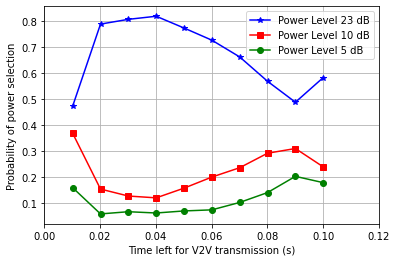 Power Level 23 dB
Power Level 10 dB
Power Level 5 dB
Probability of power selection
0.8
0.7
0.6
0.5
0.4
0.3
0.2
0.1
0.00 0.02 0.04 0.06 0.08 0.10 0.12
Time left for V2V transmission (s)